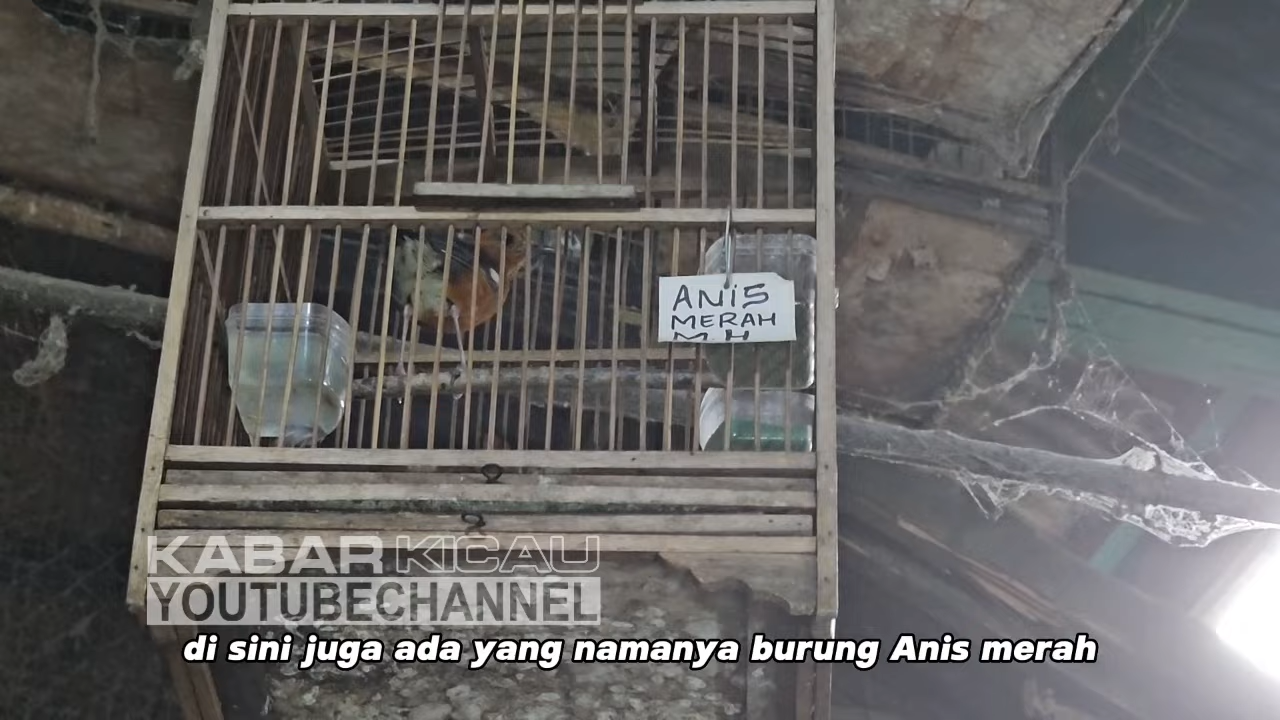 ANIS
MERAH
M.H
KABAR KICAU
YOUTUBECHANNEL
di sini juga ada yang namanya burung Anis merah